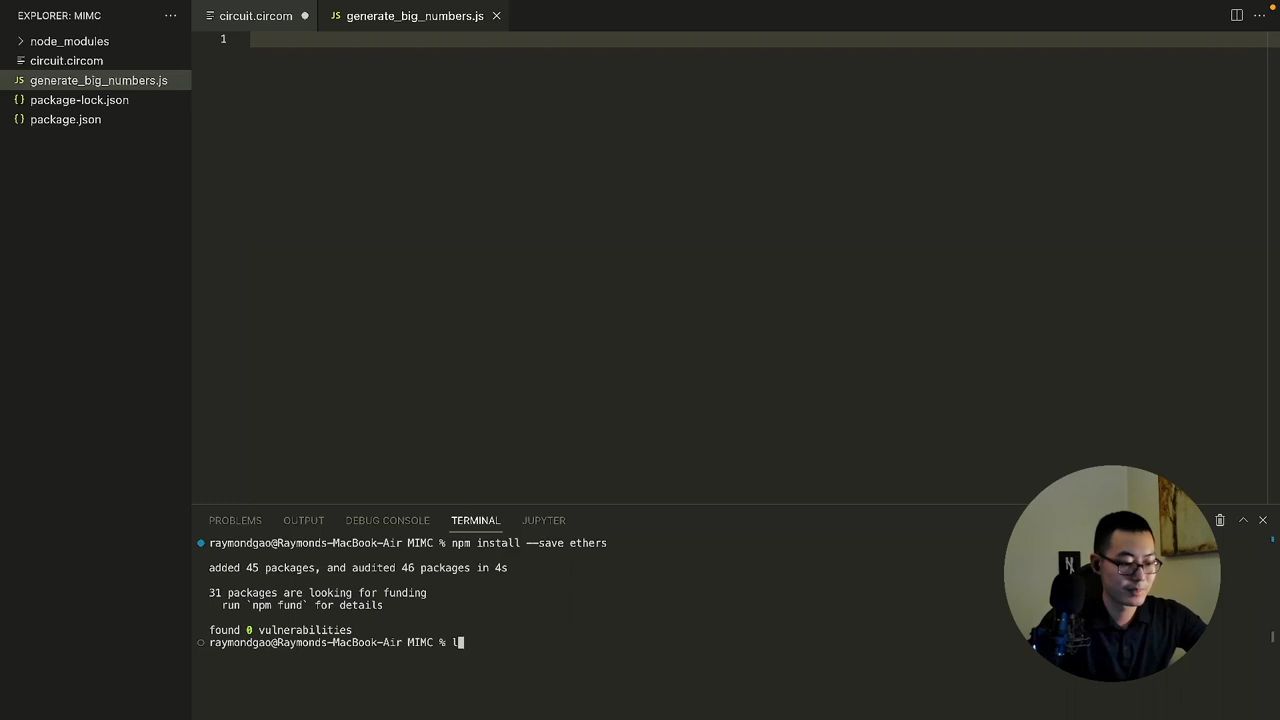 EXPLORER: MIMC
circuit.circom
JS generate_big_numbers.js
node_modules
circuit.circom
JS generate_big_numbers.js
{} package-lock.json
{} package.json
1
PROBLEMS OUTPUT DEBUG CONSOLE TERMINAL JUPYTER
raymondgao@Raymonds-MacBook-Air MIMC % npm install --save ethers
added 45 packages, and audited 46 packages in 4s
31 packages are looking for funding
run `npm fund` for details
found 0 vulnerabilities
raymondgao@Raymonds-MacBook-Air MIMC % l